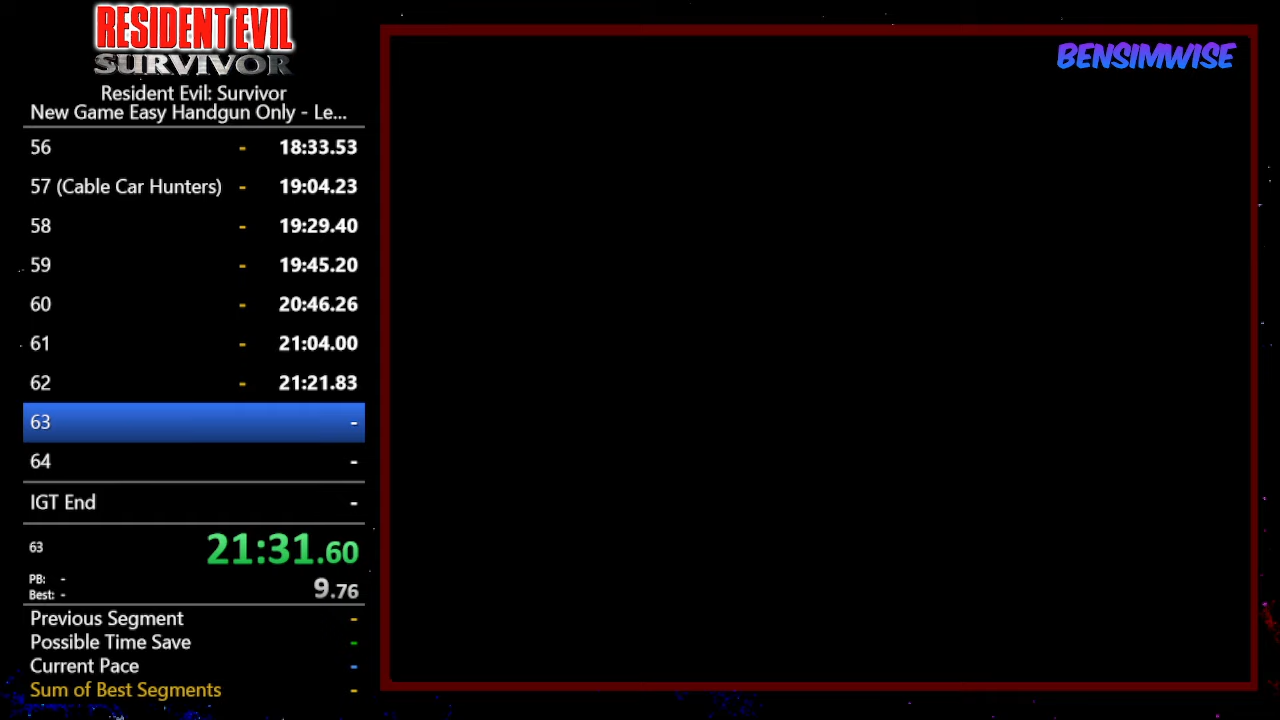 RESIDENT EVIL
SURVIVOR
BENSIMWISE
Resident Evil: Survivor
New Game Easy Handgun Only - Le...
56 - 18:33.53
57 (Cable Car Hunters) - 19:04.23
58 - 19:29.40
59 - 19:45.20
60 - 20:46.26
61 - 21:04.00
62 - 21:21.83
63 -
64 -
IGT End -
63 21:31.60
PB: -
Best: - 9.76
Previous Segment -
Possible Time Save -
Current Pace -
Sum of Best Segments -